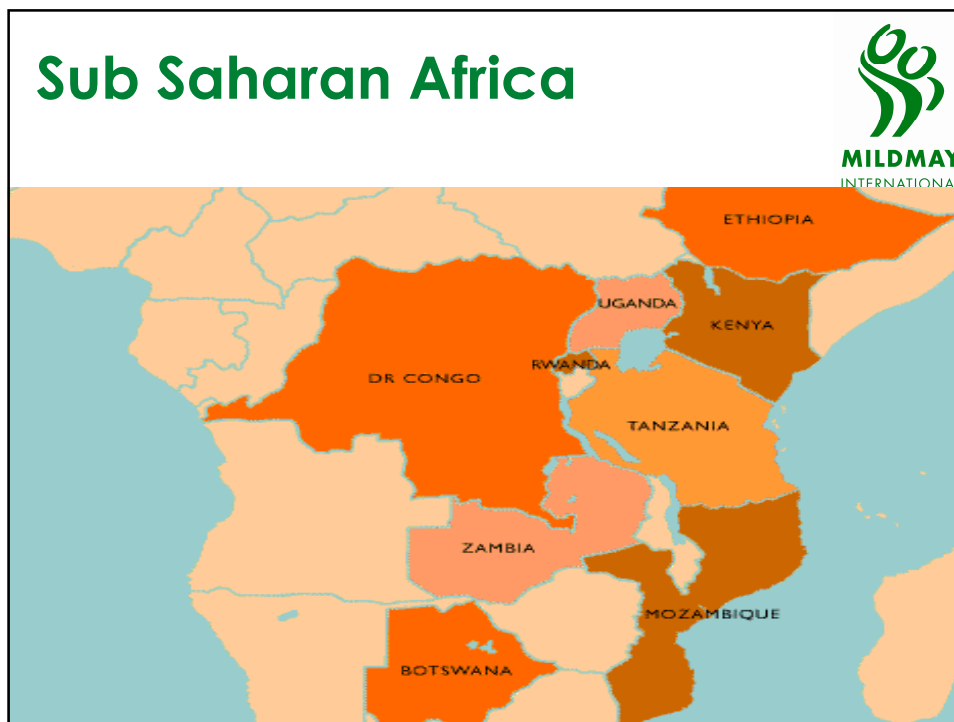 Sub Saharan Africa
MILDMAY
INTERNATIONA
ETHIOPIA
UGANDA
KENYA
RWANDA
DR CONGO
TANZANIA
ZAMBIA
MOZAMBIQUE
BOTSWANA